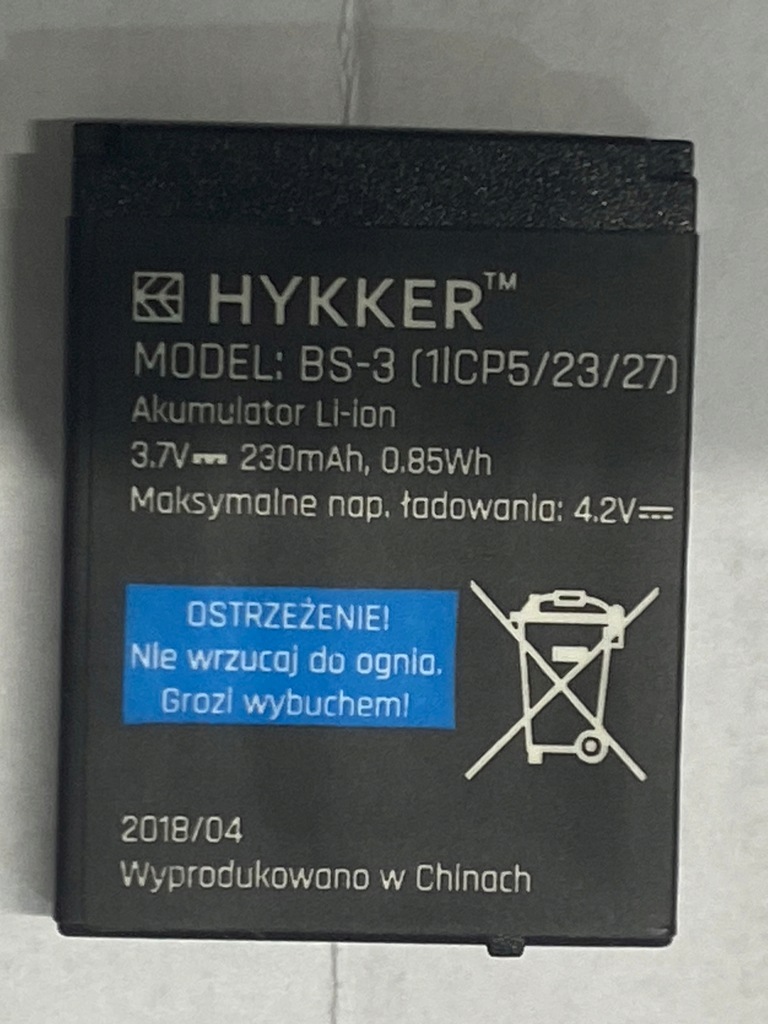 HYKKER™
MODEL: BS-3 (1ICP5/23/27)
Akumulator Li-ion
3.7V⎓ 230mAh, 0.85Wh
Maksymalne nap. ładowania: 4.2V⎓
OSTRZEŻENIE!
Nie wrzucaj do ognia.
Grozi wybuchem!
2018/04
Wyprodukowano w Chinach